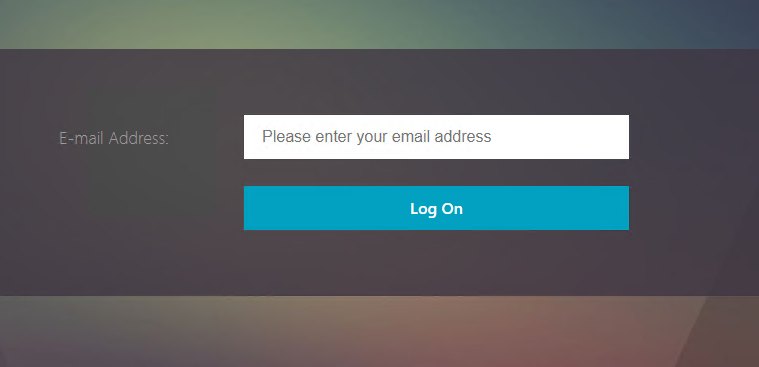 E-mail Address:
Please enter your email address
Log On